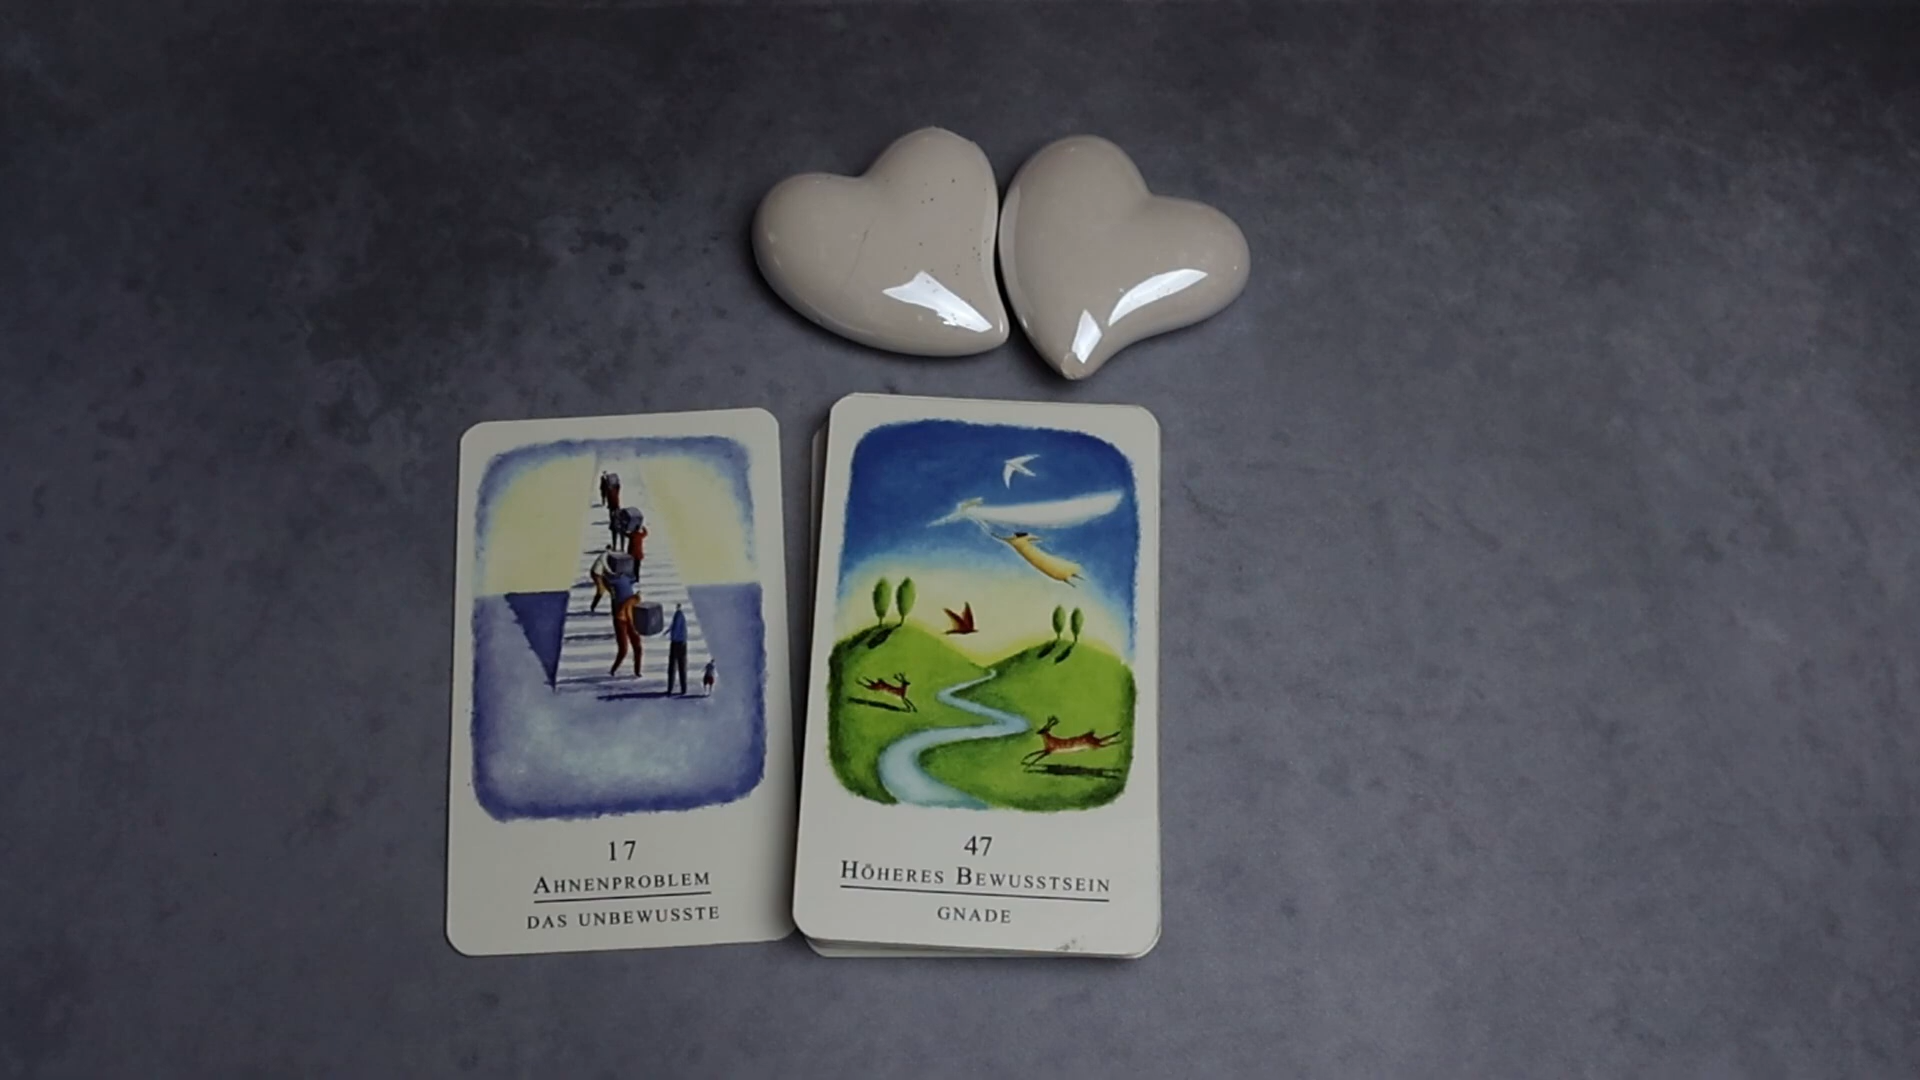 17
AHNENPROBLEM
DAS UNBEWUSSTE
47
HÖHERES BEWUSSTSEIN
GNADE